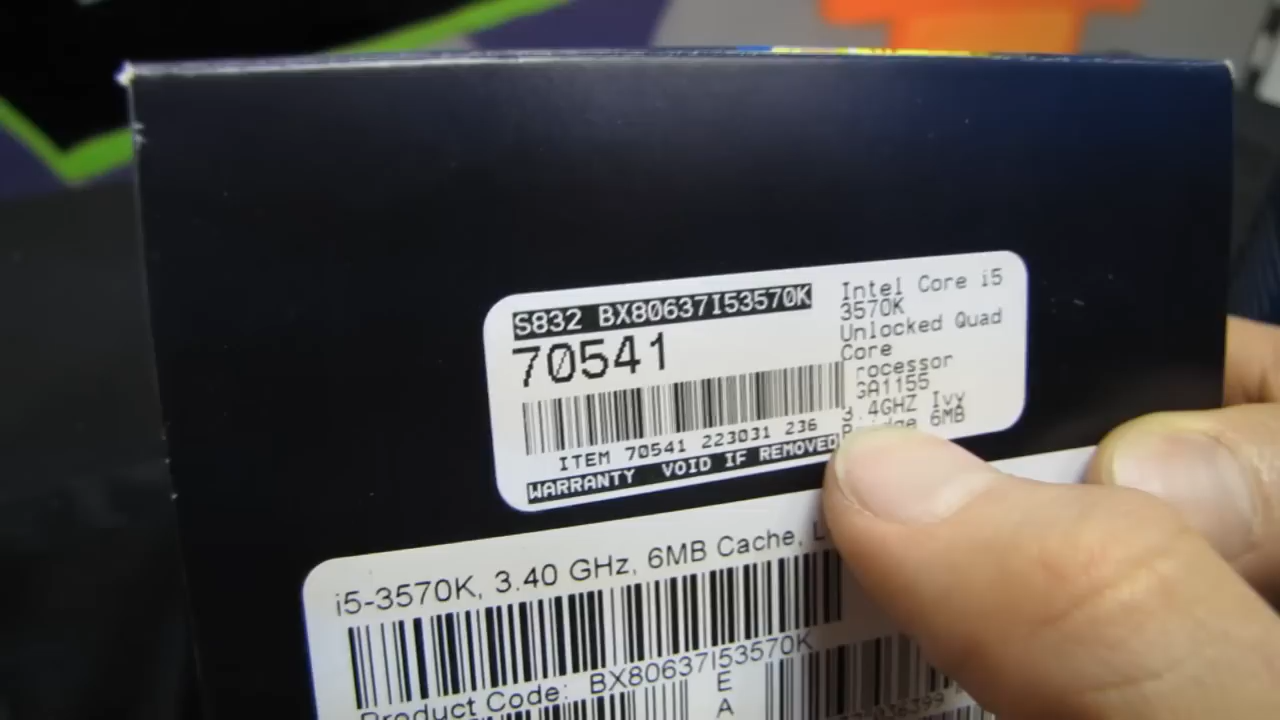 S832 BX80637I53570K
70541
ITEM 70541 223031 236
WARRANTY VOID IF REMOVED
Intel Core i5
3570K
Unlocked Quad
Core
rocessor
GA1155
3.4GHZ Ivy
6MB
i5-3570K, 3.40 GHz, 6MB Cache, L
Product Code: BX80637I53570K
E
A